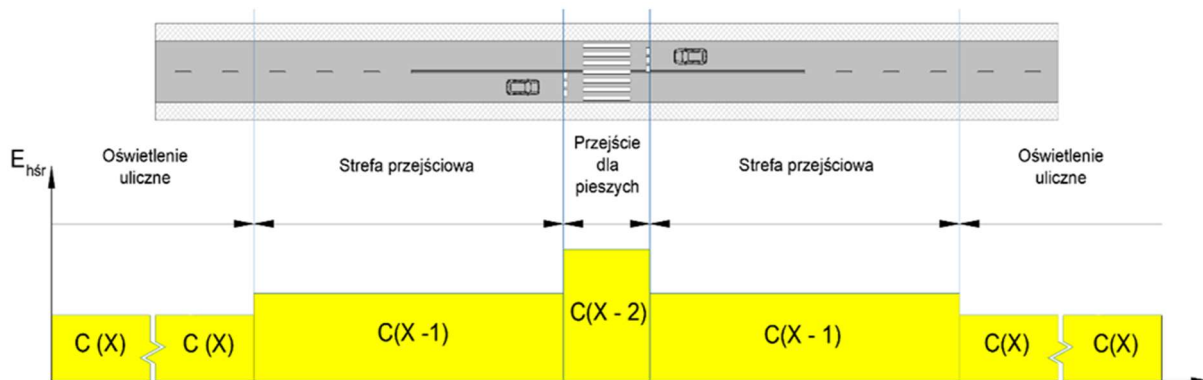 Oświetlenie
uliczne
Strefa przejściowa
Przejście
dla
pieszych
Strefa przejściowa
Oświetlenie
uliczne
Ehśr
C (X)
C (X)
C(X -1)
C(X - 2)
C(X - 1)
C(X)
C(X)